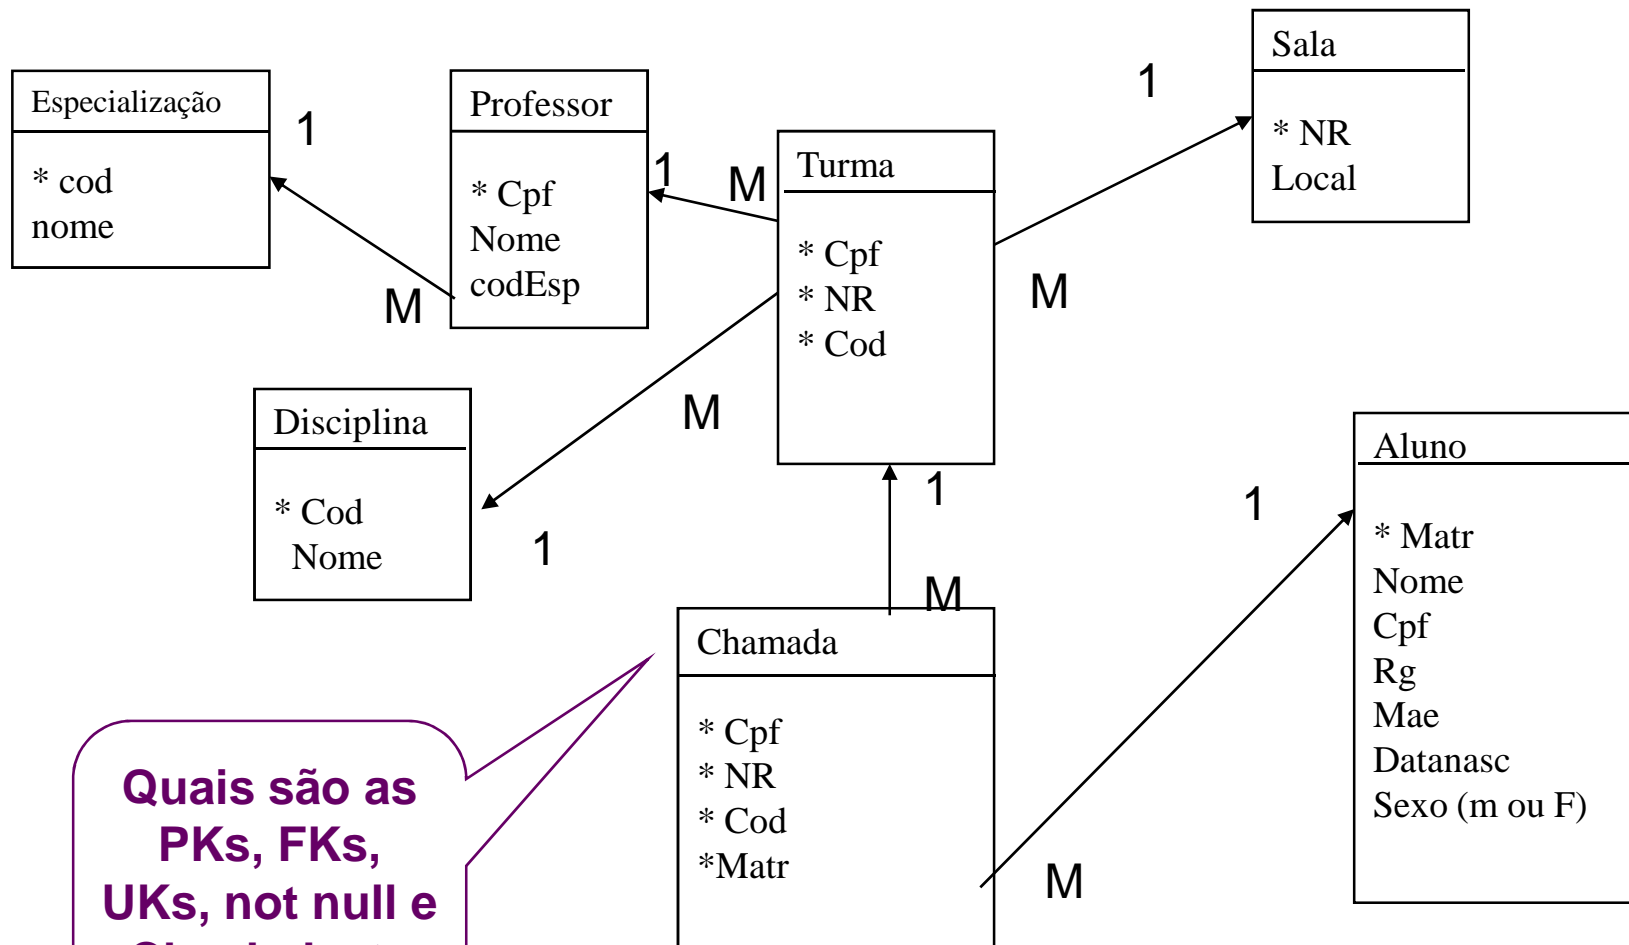 Especialização
* cod
nome
1
M
Professor
* Cpf
Nome
codEsp
1
M
Turma
* Cpf
* NR
* Cod
1
M
Sala
* NR
Local
Disciplina
* Cod
Nome
M
1
1
M
Chamada
* Cpf
* NR
* Cod
*Matr
1
M
Aluno
* Matr
Nome
Cpf
Rg
Mae
Datanasc
Sexo (m ou F)
Quais são as
PKs, FKs,
UKs, not null e